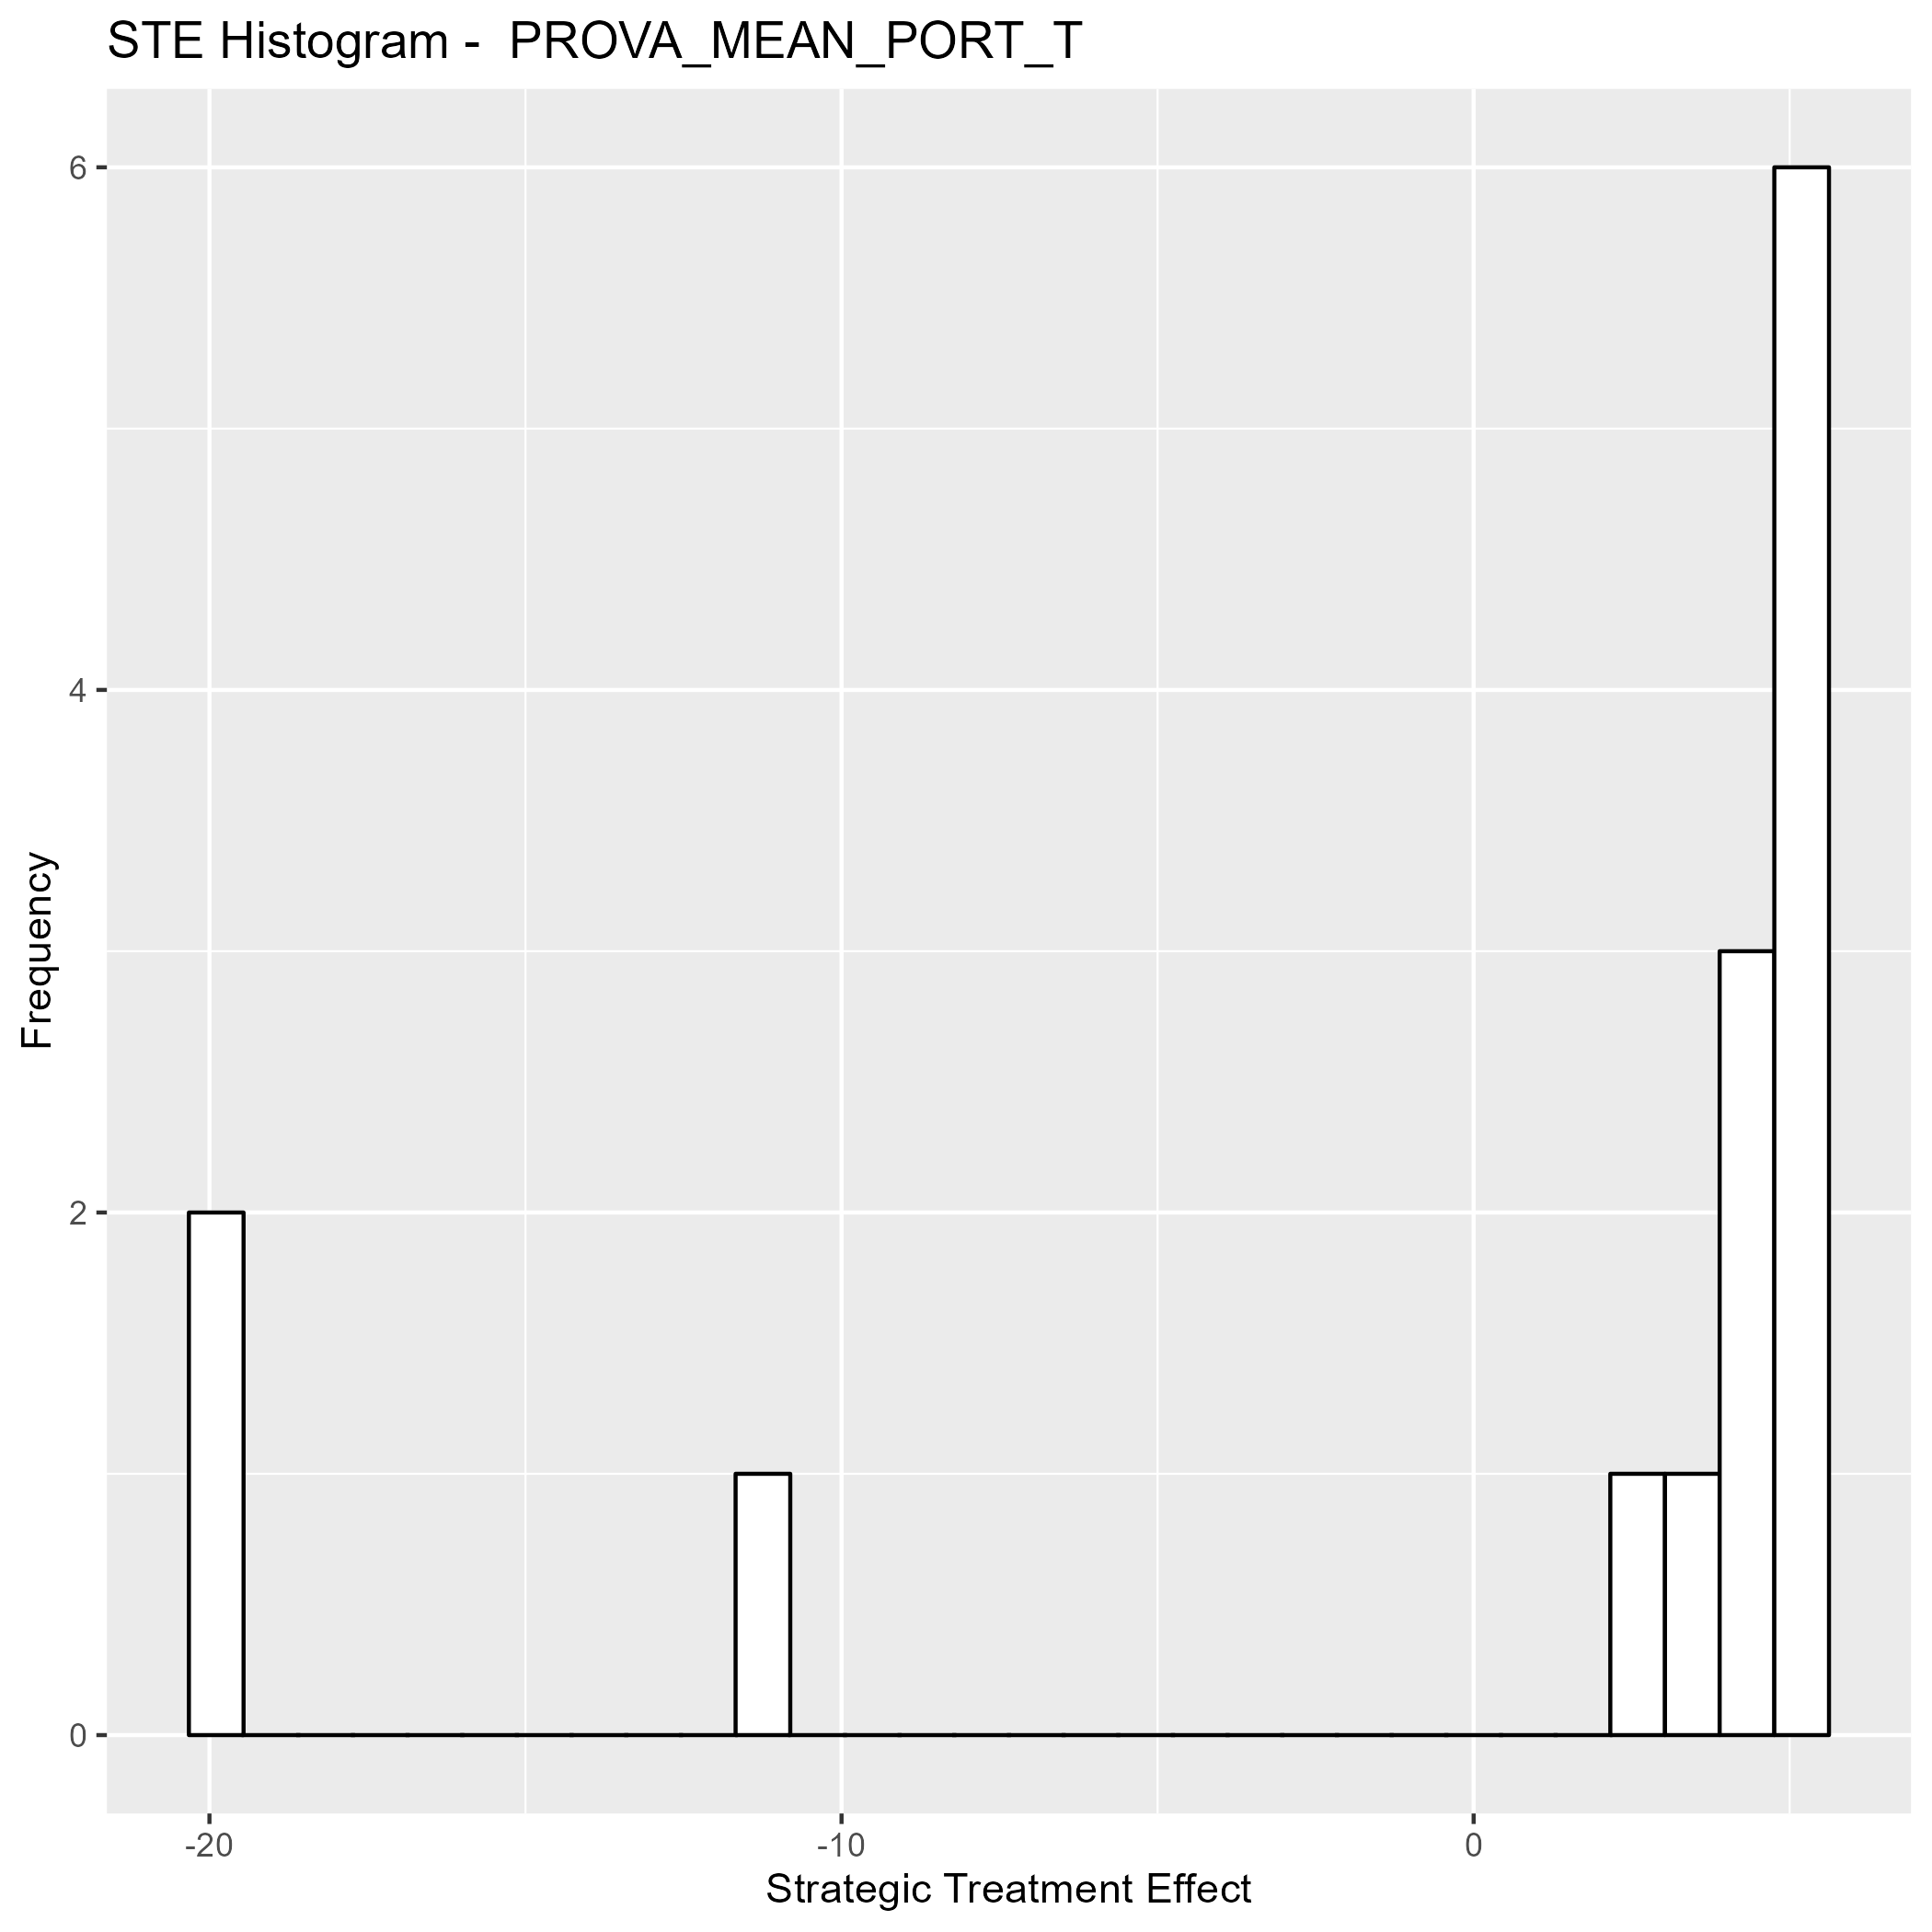 STE Histogram -  PROVA_MEAN_PORT_T
6
4
2
0
Frequency
-20
-10
0
Strategic Treatment Effect